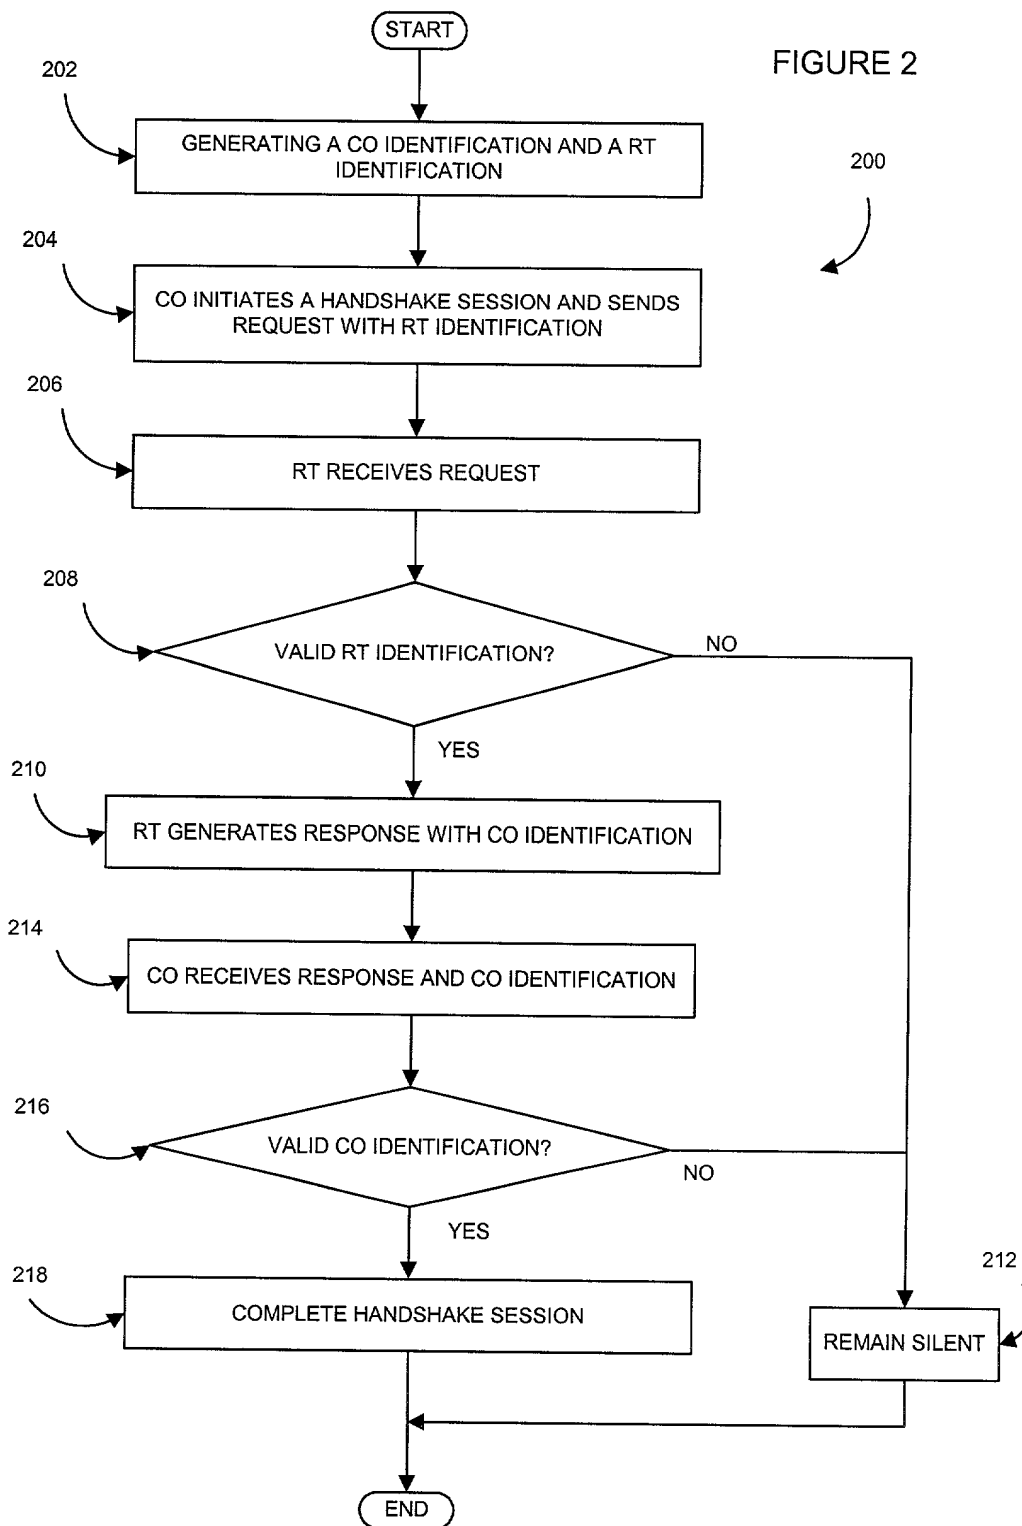 START
FIGURE 2
202
GENERATING A CO IDENTIFICATION AND A RT
IDENTIFICATION
200
204
CO INITIATES A HANDSHAKE SESSION AND SENDS
REQUEST WITH RT IDENTIFICATION
206
RT RECEIVES REQUEST
208
VALID RT IDENTIFICATION?
NO
YES
210
RT GENERATES RESPONSE WITH CO IDENTIFICATION
214
CO RECEIVES RESPONSE AND CO IDENTIFICATION
216
VALID CO IDENTIFICATION?
NO
YES
218
COMPLETE HANDSHAKE SESSION
212
REMAIN SILENT
END